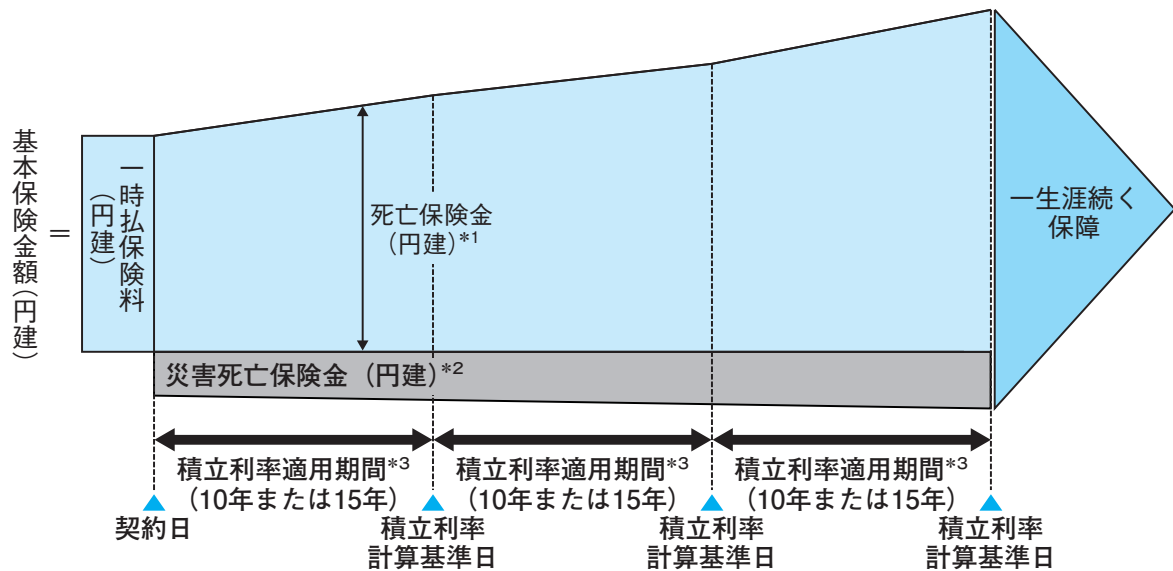 基本保険金額(円建)
＝
一時払保険料
(円建)
死亡保険金
(円建)*1
一生涯続く
保障
災害死亡保険金 (円建)*2
積立利率適用期間*3
(10年または15年)
積立利率適用期間*3
(10年または15年)
積立利率適用期間*3
(10年または15年)
契約日
積立利率
計算基準日
積立利率
計算基準日
積立利率
計算基準日